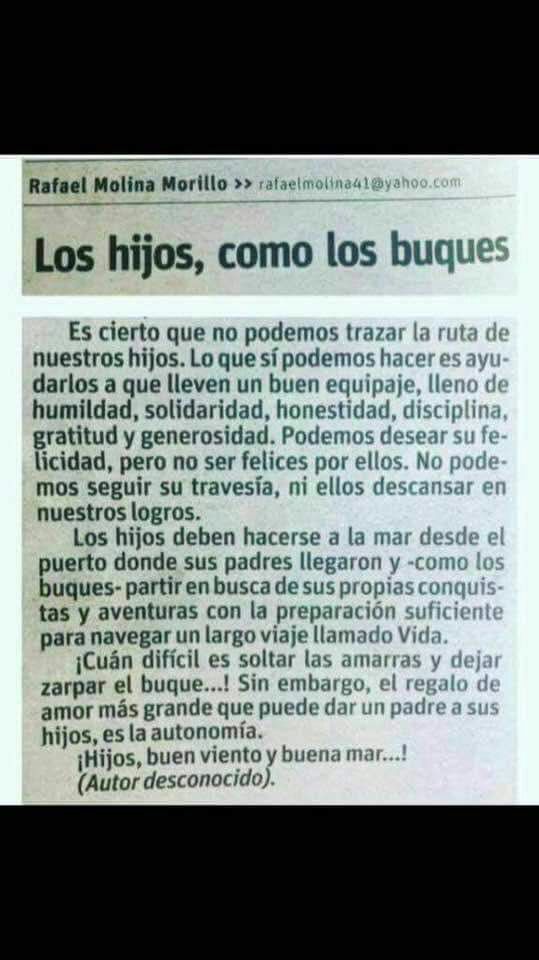 Rafael Molina Morillo >> rafaelmolina41@yahoo.com
Los hijos, como los buques
Es cierto que no podemos trazar la ruta de
nuestros hijos. Lo que sí podemos hacer es ayu-
darlos a que lleven un buen equipaje, lleno de
humildad, solidaridad, honestidad, disciplina,
gratitud y generosidad. Podemos desear su fe-
licidad, pero no ser felices por ellos. No pode-
mos seguir su travesía, ni ellos descansar en
nuestros logros.
Los hijos deben hacerse a la mar desde el
puerto donde sus padres llegaron y -como los
buques- partir en busca de sus propias conquis-
tas y aventuras con la preparación suficiente
para navegar un largo viaje llamado Vida.
¡Cuán difícil es soltar las amarras y dejar
zarpar el buque...! Sin embargo, el regalo de
amor más grande que puede dar un padre a sus
hijos, es la autonomía.
¡Hijos, buen viento y buena mar...!
(Autor desconocido).